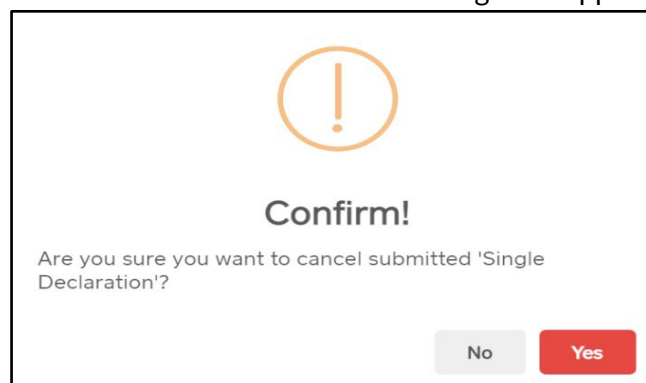 Confirm!
Are you sure you want to cancel submitted 'Single
Declaration'?
No Yes